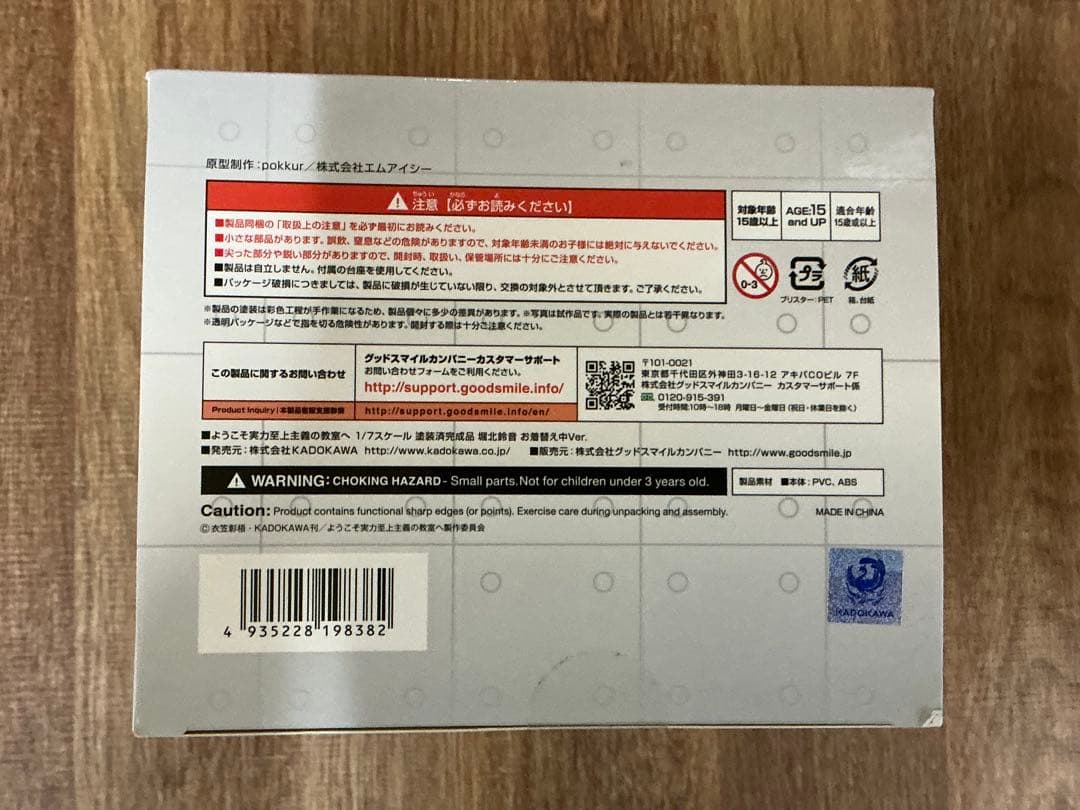 原型制作：pokkur／株式会社エムアイシー
ちゅうい かなら よ
注意【必ずお読みください】
■製品同梱の「取扱上の注意」を必ず最初にお読みください。
■小さな部品があります。誤飲、窒息などの危険がありますので、対象年齢未満のお子様には絶対に与えないでください。
■尖った部分や鋭い部分がありますので、開封時、取扱い、保管場所には十分にご注意ください。
■製品は自立しません。付属の台座を使用してください。
■パッケージ破損につきましては、製品に破損が生じていない限り、交換の対象外とさせて頂きます。ご了承ください。
対象年齢
15歳以上
AGE:15
and UP
適合年齢
15歳或以上
0-3
プラ
ブリスター：PET
紙
箱、台紙
※製品の塗装は彩色工程が手作業になるため、製品個々に多少の差異があります。※写真は試作品です。実際の製品とは若干異なります。
※透明パッケージなどで指を切る危険性があります。開封する際は十分ご注意ください。
この製品に関するお問い合わせ
グッドスマイルカンパニーカスタマーサポート
お問い合わせフォームをご利用ください。
http://support.goodsmile.info/
Product Inquiry|本製品客服支援聯繫
http://support.goodsmile.info/en/
〒101-0021
東京都千代田区外神田3-16-12 アキバCOビル 7F
株式会社グッドスマイルカンパニー カスタマーサポート係
0120-915-391
受付時間:10時～18時 月曜日～金曜日（祝日・休業日を除く）
■ようこそ実力至上主義の教室へ 1/7スケール 塗装済完成品 堀北鈴音 お着替え中Ver.
■発売元：株式会社KADOKAWA http://www.kadokawa.co.jp/ ■販売元：株式会社グッドスマイルカンパニー http://www.goodsmile.jp
WARNING: CHOKING HAZARD - Small parts. Not for children under 3 years old.
製品素材 ■本体：PVC、ABS
Caution: Product contains functional sharp edges (or points). Exercise care during unpacking and assembly.
MADE IN CHINA
©衣笠彰梧・KADOKAWA刊／ようこそ実力至上主義の教室へ製作委員会
4 935228 198382
KADOKAWA